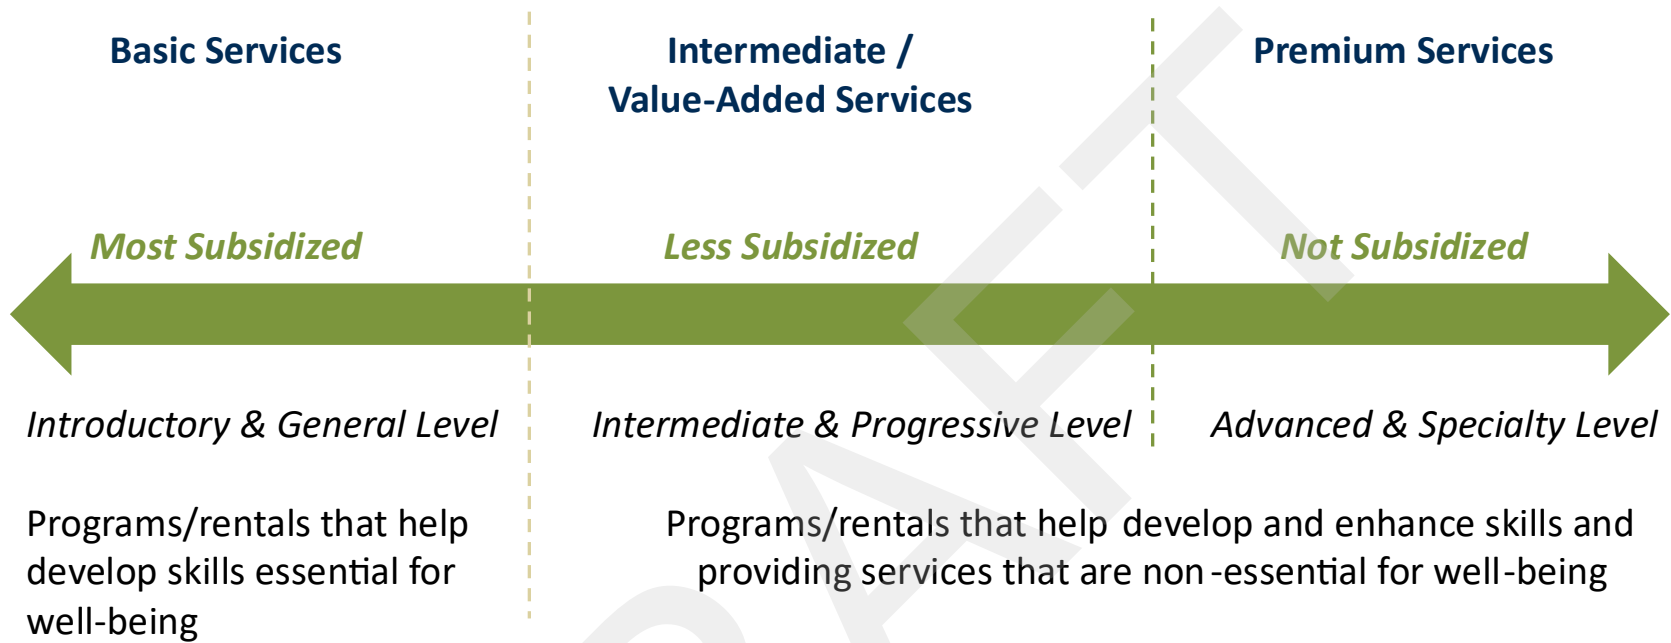 Basic Services
Intermediate /
Value-Added Services
Premium Services
Most Subsidized
Less Subsidized
Not Subsidized
Introductory & General Level
Intermediate & Progressive Level
Advanced & Specialty Level
Programs/rentals that help
develop skills essential for
well-being
Programs/rentals that help develop and enhance skills and
providing services that are non-essential for well-being
RAFT